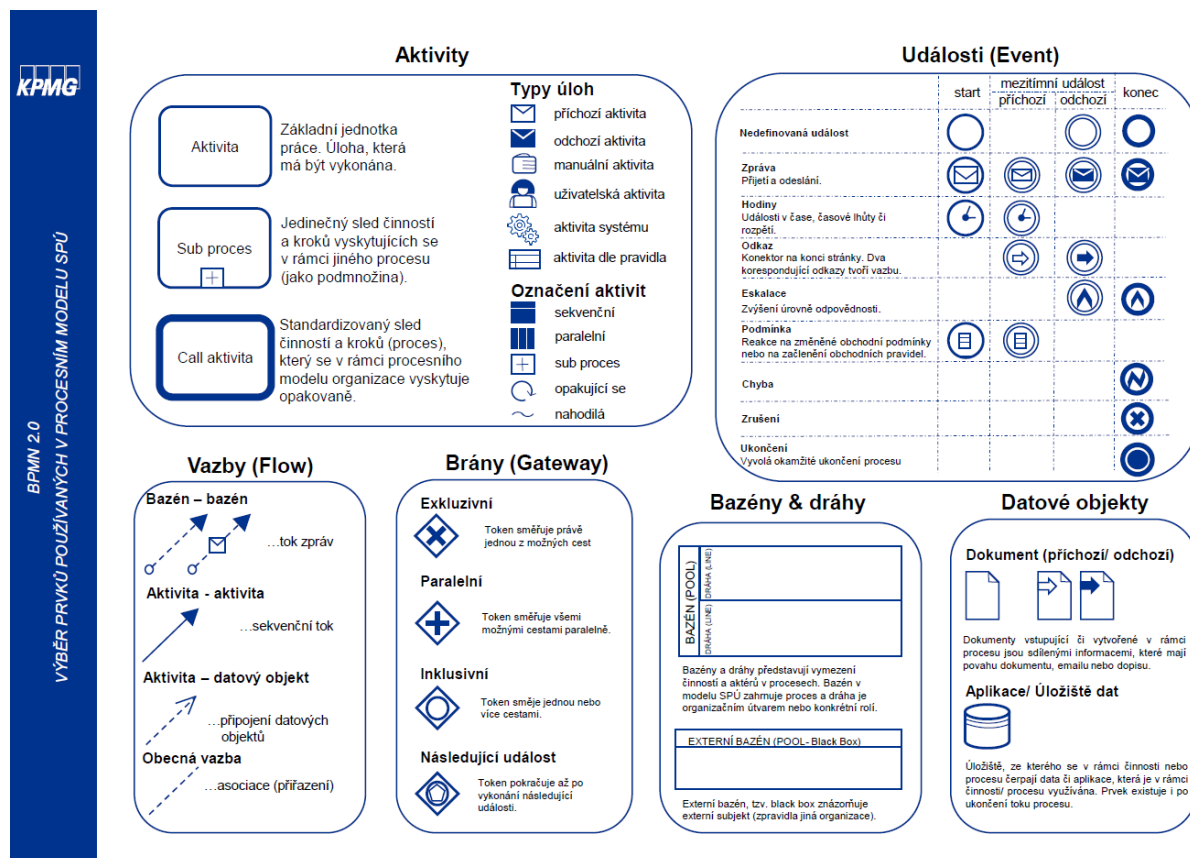 KPMG
BPMN 2.0
VÝBĚR PRVKŮ POUŽÍVANÝCH V PROCESNÍM MODELU SPÚ
Aktivity
Aktivita
Základní jednotka
práce. Úloha, která
má být vykonána.
Sub proces
Jedinečný sled činností
a kroků vyskytujících se
v rámci jiného procesu
(jako podmnožina).
Call aktivita
Standardizovaný sled
činností a kroků (proces),
který se v rámci procesního
modelu organizace vyskytuje
opakovaně.
Typy úloh
příchozí aktivita
odchozí aktivita
manuální aktivita
uživatelská aktivita
aktivita systému
aktivita dle pravidla
Označení aktivit
sekvenční
paralelní
sub proces
opakující se
nahodilá
Události (Event)
start
mezitímní událost
příchozí
odchozí
konec
Nedefinovaná událost
Zpráva
Přijetí a odeslání.
Hodiny
Události v čase, časové lhůty či
rozpětí.
Odkaz
Konektor na konci stránky. Dva
korespondující odkazy tvoří vazbu.
Eskalace
Zvýšení úrovně odpovědnosti.
Podmínka
Reakce na změněné obchodní podmínky
nebo na začlenění obchodních pravidel.
Chyba
Zrušení
Ukončení
Vyvolá okamžité ukončení procesu
Vazby (Flow)
Bazén – bazén
…tok zpráv
Aktivita - aktivita
…sekvenční tok
Aktivita – datový objekt
…připojení datových
objektů
Obecná vazba
…asociace (přiřazení)
Brány (Gateway)
Exkluzivní
Token směřuje právě
jednou z možných cest
Paralelní
Token směřuje všemi
možnými cestami paralelně.
Inklusivní
Token směje jednou nebo
více cestami.
Následující událost
Token pokračuje až po
vykonání následující
události.
Bazény & dráhy
BAZÉN (POOL)
DRÁHA (LINE)
DRÁHA (LINE)
Bazény a dráhy představují vymezení
činností a aktérů v procesech. Bazén v
modelu SPÚ zahrnuje proces a dráha je
organizačním útvarem nebo konkrétní rolí.
EXTERNÍ BAZÉN (POOL- Black Box)
Externí bazén, tzv. black box znázorňuje
externí subjekt (zpravidla jiná organizace).
Datové objekty
Dokument (příchozí/ odchozí)
Dokumenty vstupující či vytvořené v rámci
procesu jsou sdílenými informacemi, které mají
povahu dokumentu, emailu nebo dopisu.
Aplikace/ Úložiště dat
Úložiště, ze kterého se v rámci činnosti nebo
procesu čerpají data či aplikace, která je v rámci
činnosti/ procesu využívána. Prvek existuje i po
ukončení toku procesu.